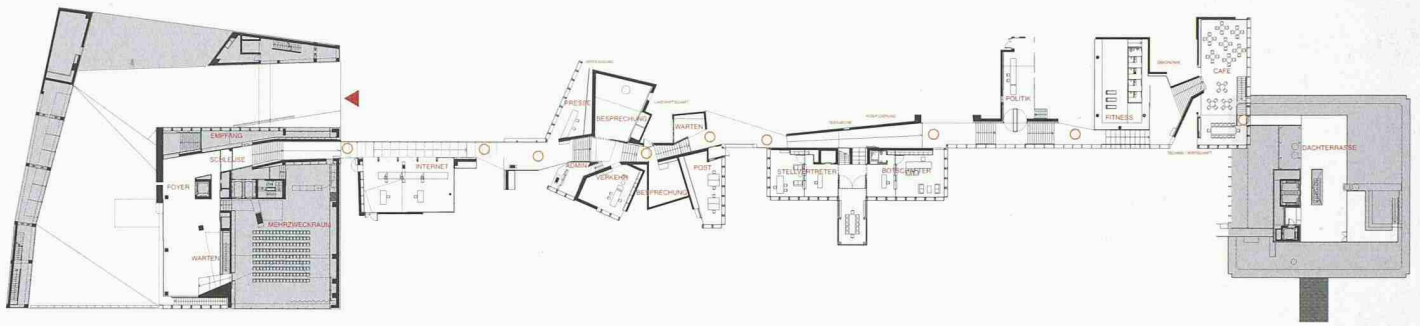 EMPFANG
SCHLEUSE
FOYER
MEHRZWECKRAUM
WARTEN
INTERNET
PRESSE
BESPRECHUNG
ADMIN
VERKEHR
BESPRECHUNG
WARTEN
POST
STELLVERTRETER
BOTSCHAFTER
POLITIK
FITNESS
CAFE
DACHTERRASSE